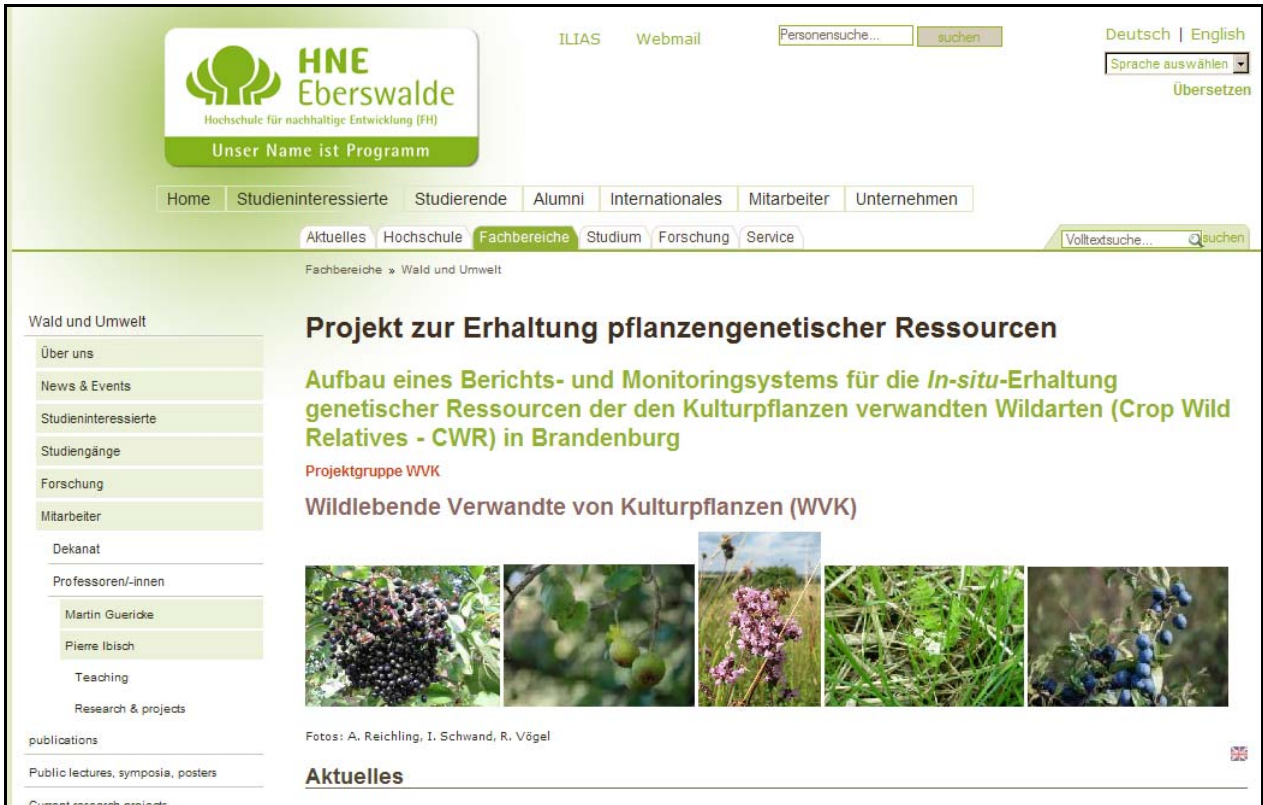 ILIAS Webmail Personensuche... suchen Deutsch | English
Sprache auswählen
Übersetzen
HNE
Eberswalde
Hochschule für nachhaltige Entwicklung (FH)
Unser Name ist Programm
Home Studieninteressierte Studierende Alumni Internationales Mitarbeiter Unternehmen
Aktuelles Hochschule Fachbereiche Studium Forschung Service Volltextsuche... suchen
Fachbereiche » Wald und Umwelt
Wald und Umwelt
Über uns
News & Events
Studieninteressierte
Studiengänge
Forschung
Mitarbeiter
Dekanat
Professoren/-innen
Martin Guericke
Pierre Ibisch
Teaching
Research & projects
publications
Public lectures, symposia, posters
Current research projects
Projekt zur Erhaltung pflanzengenetischer Ressourcen
Aufbau eines Berichts- und Monitoringsystems für die In-situ-Erhaltung
genetischer Ressourcen der den Kulturpflanzen verwandten Wildarten (Crop Wild
Relatives - CWR) in Brandenburg
Projektgruppe WVK
Wildlebende Verwandte von Kulturpflanzen (WVK)
Fotos: A. Reichling, I. Schwand, R. Vögel
Aktuelles